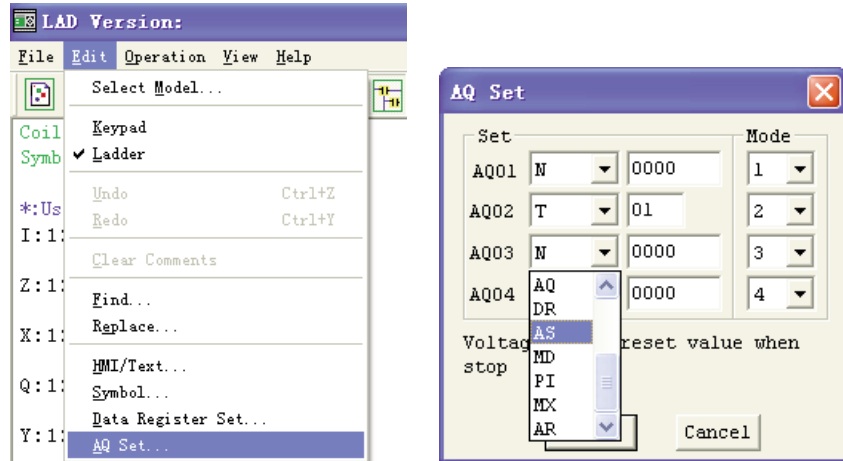 LAD Version:
File Edit Operation View Help
Select Model...
Coil
Symb
Keypad
✔ Ladder
*:Us
Undo Ctrl+Z
Redo Ctrl+Y
I:1
Clear Comments
Z:1
Find...
Replace...
X:1
HMI/Text...
Q:1
Symbol...
Data Register Set...
Y:1
AQ Set...
AQ Set
Set Mode
AQ01 N 0000 1
AQ02 T 01 2
AQ03 N 0000 3
AQ04 0000 4
AQ
DR
AS
MD
PI
MX
AR
Voltag reset value when
stop
Cancel